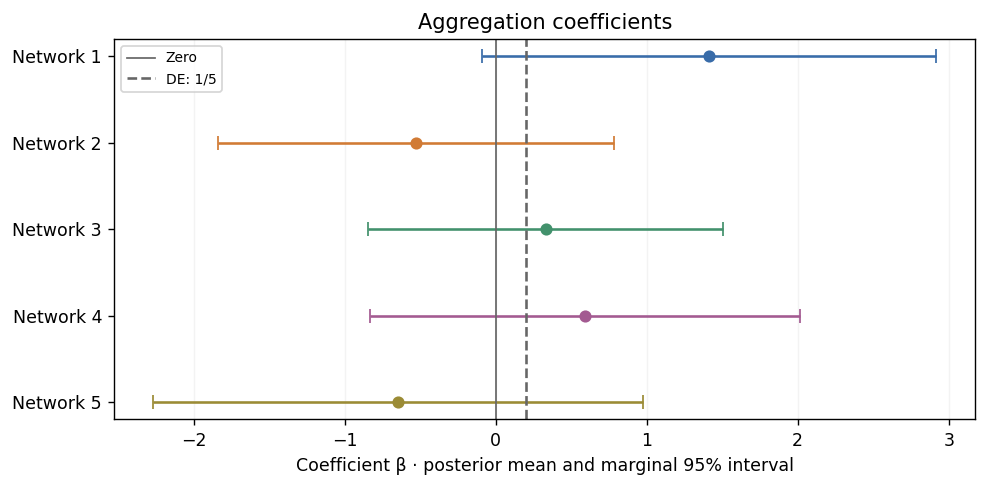 Aggregation coefficients
Zero
DE: 1/5
Network 1
Network 2
Network 3
Network 4
Network 5
−2
−1
0
1
2
3
Coefficient β · posterior mean and marginal 95% interval